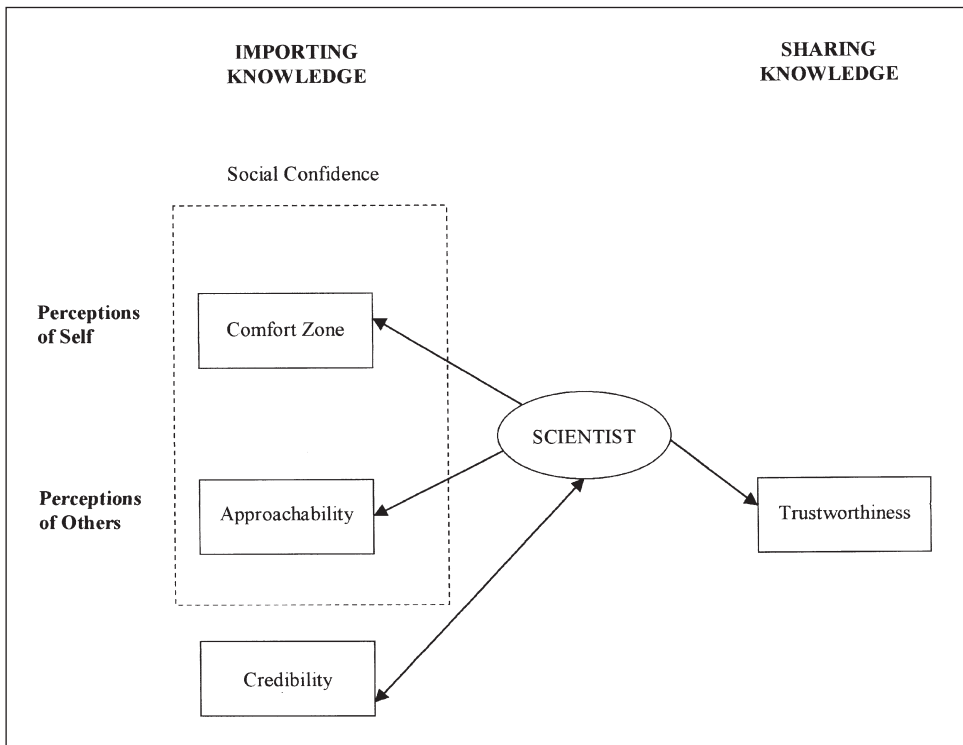 IMPORTING
KNOWLEDGE
SHARING
KNOWLEDGE
Social Confidence
Perceptions
of Self
Comfort Zone
SCIENTIST
Perceptions
of Others
Approachability
Trustworthiness
Credibility